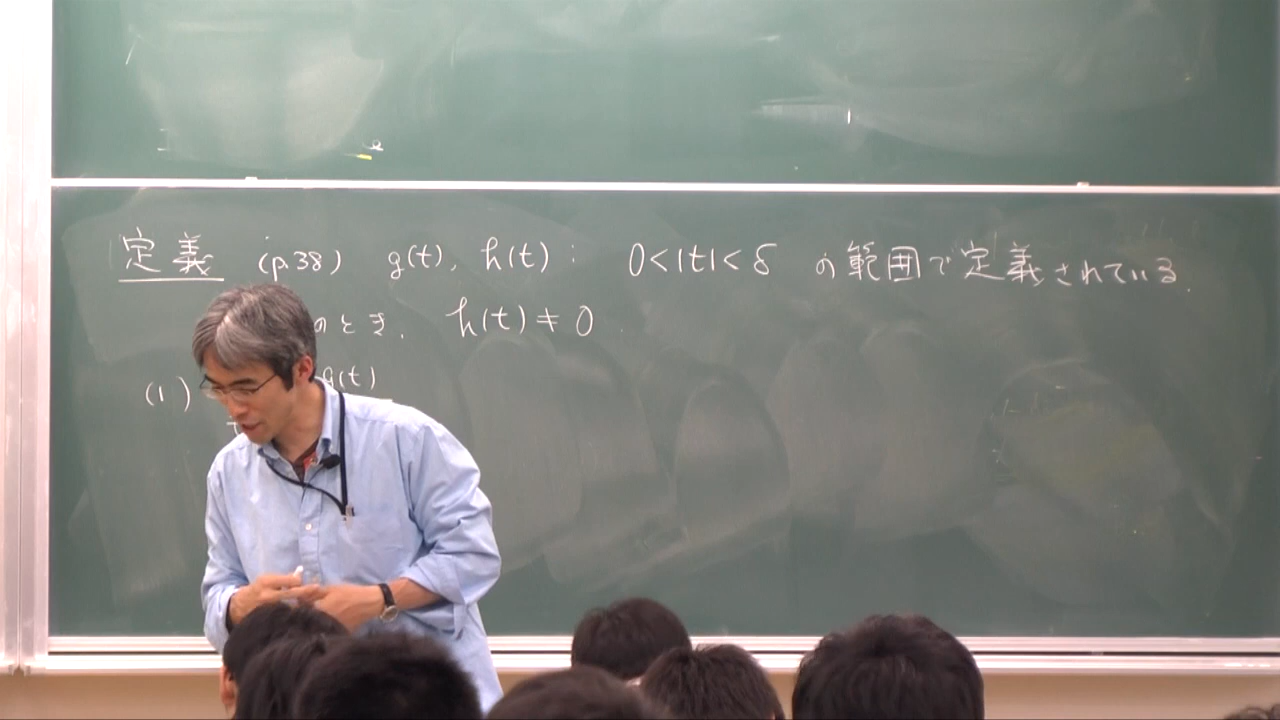 定義 (p.38) g(t), h(t) : 0<|t|<δ の範囲で定義されている.
のとき, h(t)≠0.
(1) g(t)